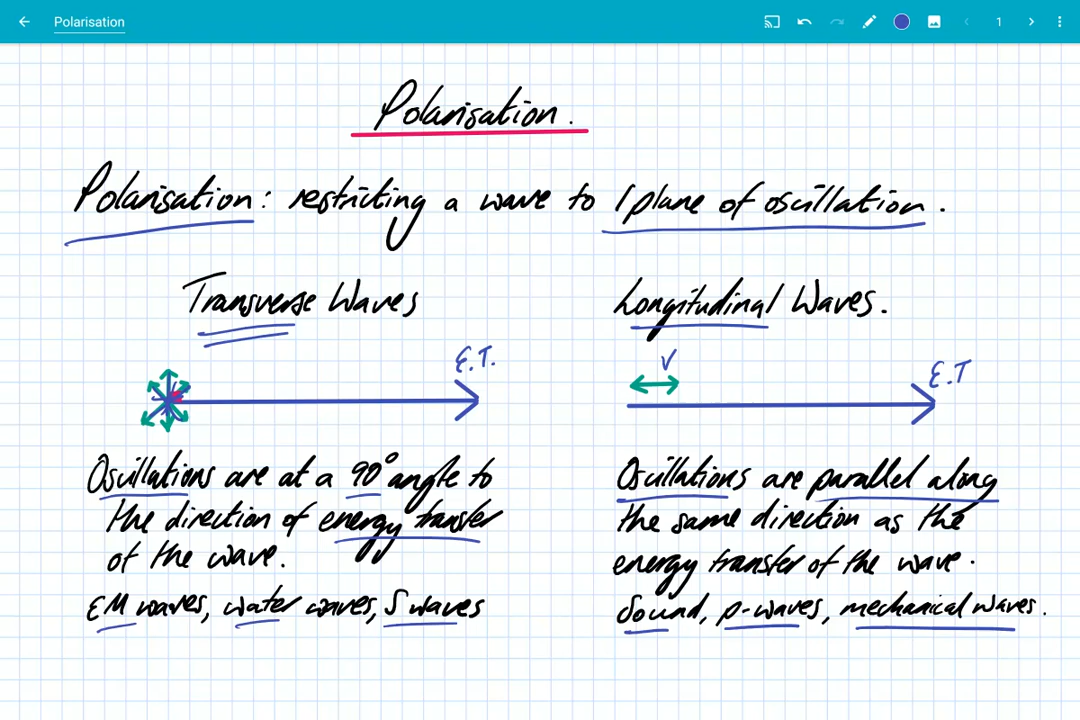 Polarisation
1
Polarisation.
Polarisation: restricting a wave to 1 plane of oscillation.
Transverse Waves
E.T.
Oscillations are at a 90° angle to
the direction of energy transfer
of the wave.
EM waves, water waves, S waves
Longitudinal Waves.
V
E.T
Oscillations are parallel along
the same direction as the
energy transfer of the wave.
Sound, p-waves, mechanical waves.